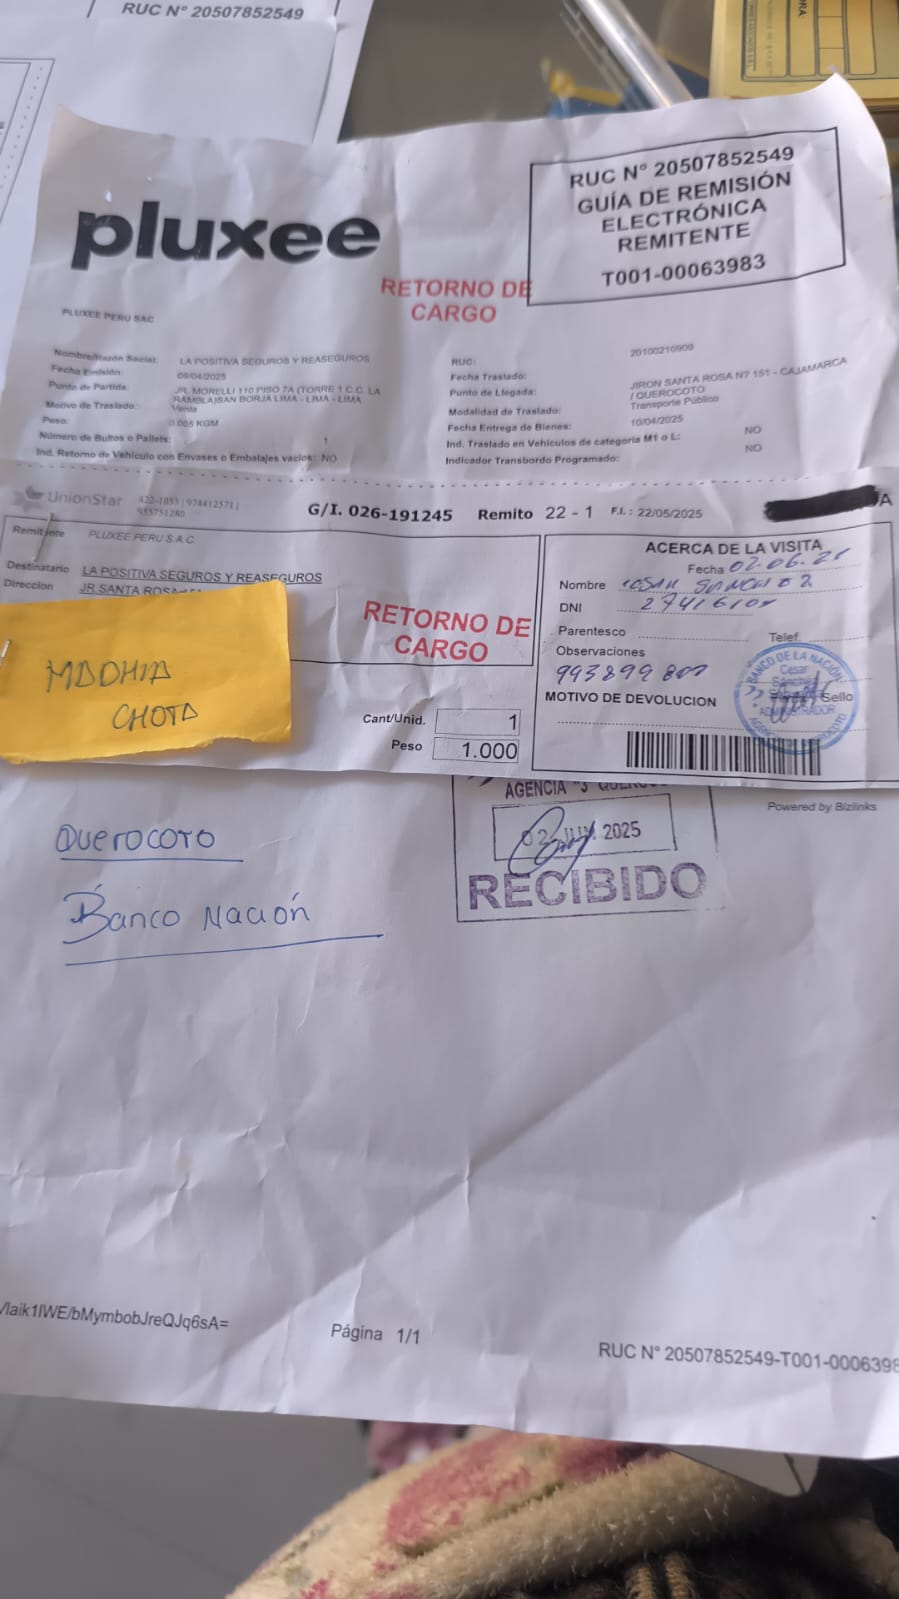 RUC N° 20507852549
pluxee
RUC N° 20507852549
GUÍA DE REMISIÓN
ELECTRÓNICA
REMITENTE
T001-00063983
RETORNO DE
CARGO
PLUXEE PERU SAC
Nombre/Razón Social: LA POSITIVA SEGUROS Y REASEGUROS
Fecha Emisión: 09/04/2025
Punto de Partida: JR. MORELLI 110 PISO 7A (TORRE 1 C.C. LA
RAMBLA)SAN BORJA LIMA - LIMA - LIMA
Motivo de Traslado: Venta
Peso: 0.005 KGM
Número de Bultos o Pallets: 1
Ind. Retorno de Vehículo con Envases o Embalajes vacíos: NO
RUC: 20100210909
Fecha Traslado:
Punto de Llegada: JIRON SANTA ROSA N? 151 - CAJAMARCA
/ QUEROCOTO
Modalidad de Traslado: Transporte Público
Fecha Entrega de Bienes: 10/04/2025
Ind. Traslado en Vehículos de categoría M1 o L: NO
Indicador Transbordo Programado: NO
UnionStar 422-1055 | 974412571 |
955751280
G/I. 026-191245 Remito 22 - 1 F.I. : 22/05/2025
A
Remitente PLUXEE PERU S.A.C.
Destinatario LA POSITIVA SEGUROS Y REASEGUROS
Direccion JR SANTA ROSA
RETORNO DE
CARGO
MADHIA
CHOTA
Cant/Unid. 1
Peso 1.000
ACERCA DE LA VISITA
Fecha 02.06.25
Nombre
DNI
Parentesco
Telef.
Observaciones
MOTIVO DE DEVOLUCION
Sello
BANCO DE LA NACIÓN
Cesar
ADMINISTRADOR
Powered by Bizlinks
AGENCIA "3" QUEROCO
02 JUN. 2025
RECIBIDO
Querocoto
Banco Nación
/laik1IWE/bMymbobJreQJq6sA=
Página 1/1
RUC N° 20507852549-T001-0006398